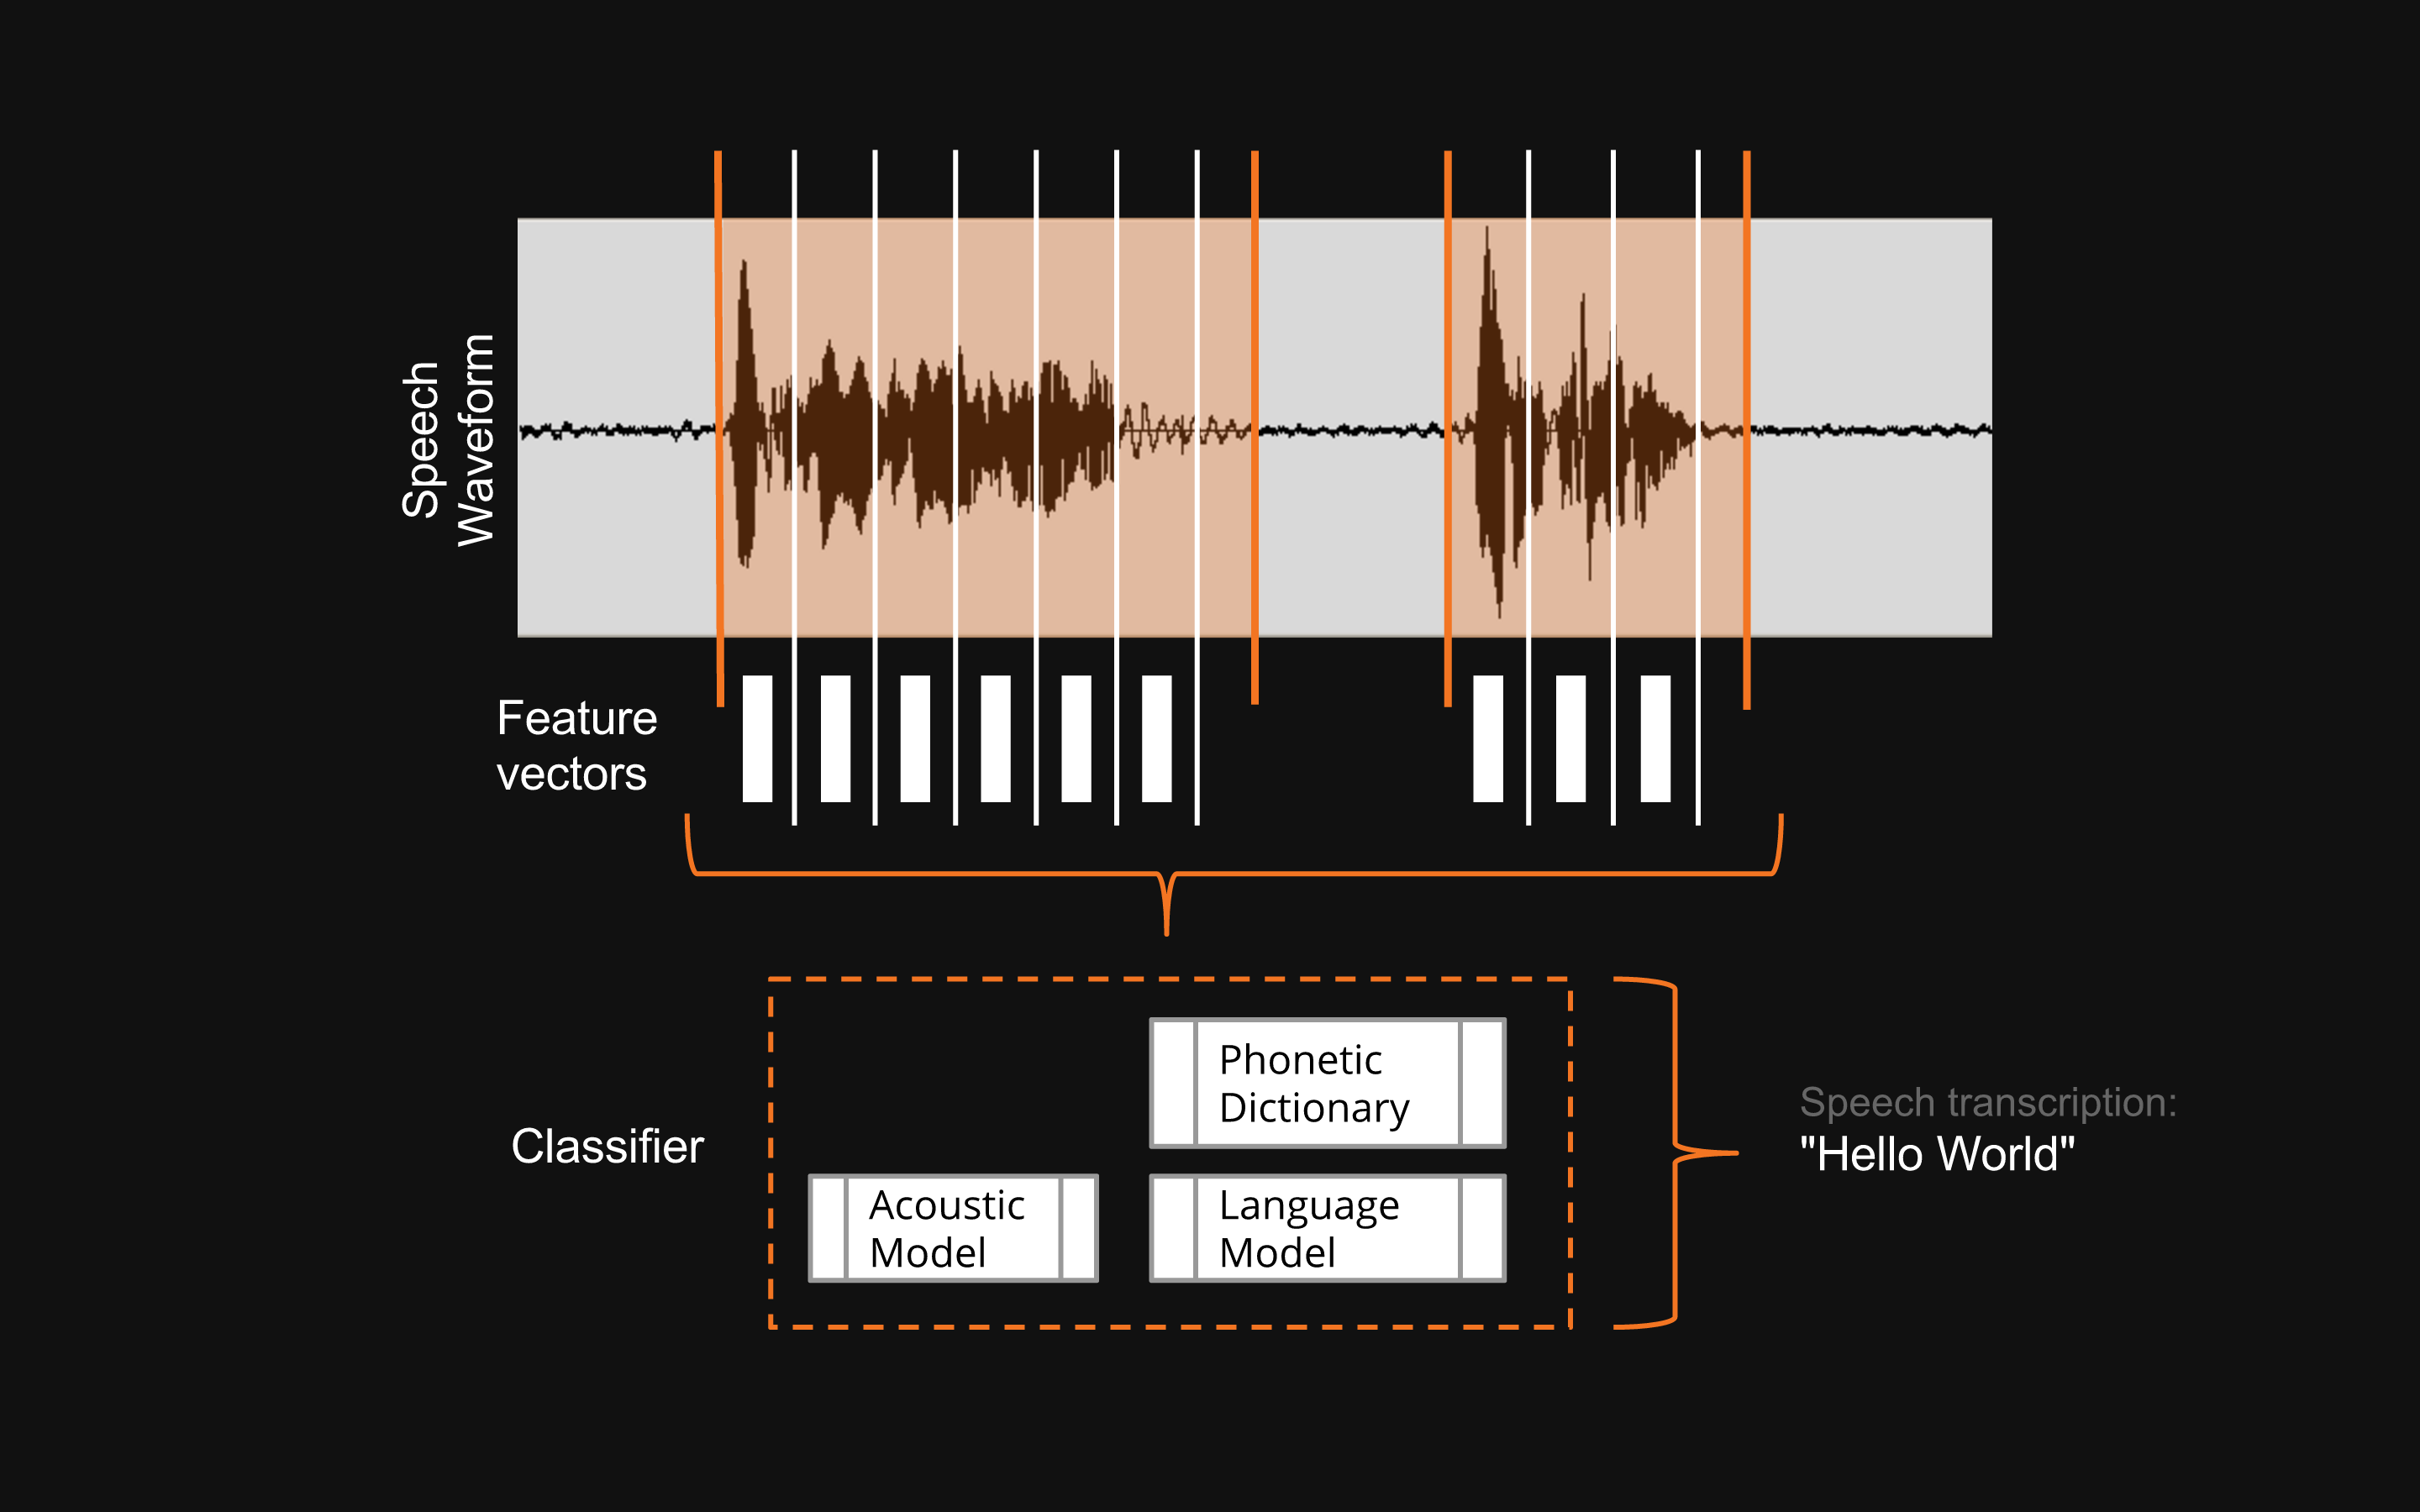 Speech
Waveform
Feature
vectors
Classifier
Phonetic
Dictionary
Acoustic
Model
Language
Model
Speech transcription:
"Hello World"